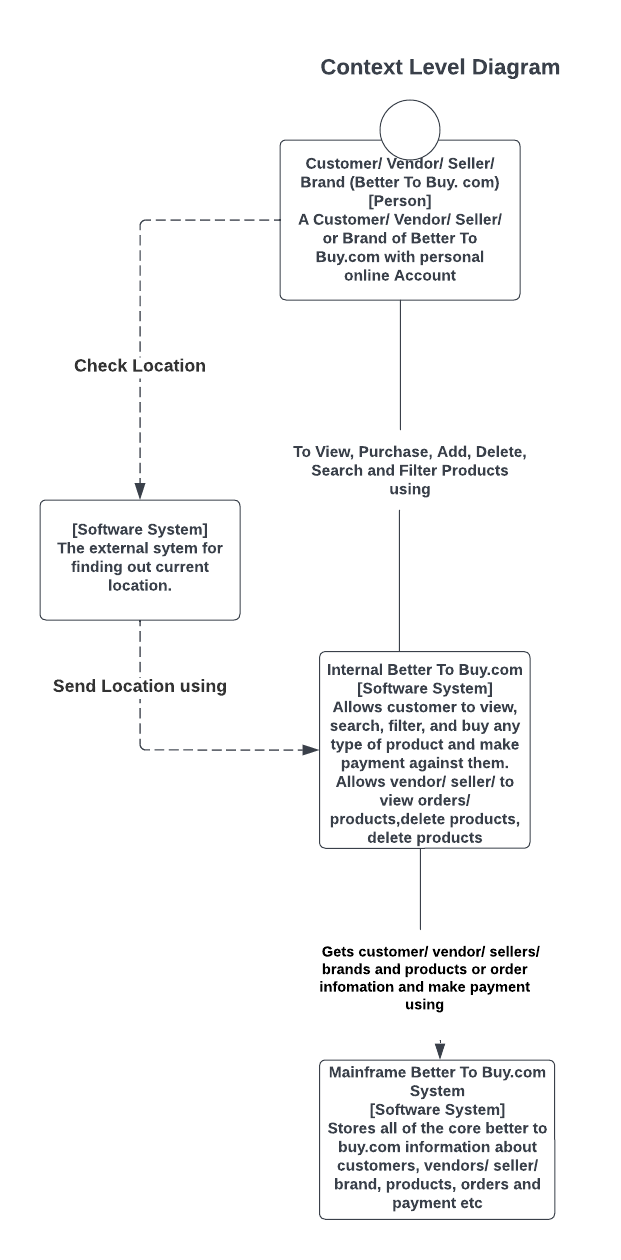 Context Level Diagram
Customer/ Vendor/ Seller/
Brand (Better To Buy. com)
[Person]
A Customer/ Vendor/ Seller/
or Brand of Better To
Buy.com with personal
online Account
Check Location
To View, Purchase, Add, Delete,
Search and Filter Products
using
[Software System]
The external sytem for
finding out current
location.
Send Location using
Internal Better To Buy.com
[Software System]
Allows customer to view,
search, filter, and buy any
type of product and make
payment against them.
Allows vendor/ seller/ to
view orders/
products,delete products,
delete products
Gets customer/ vendor/ sellers/
brands and products or order
infomation and make payment
using
Mainframe Better To Buy.com
System
[Software System]
Stores all of the core better to
buy.com information about
customers, vendors/ seller/
brand, products, orders and
payment etc